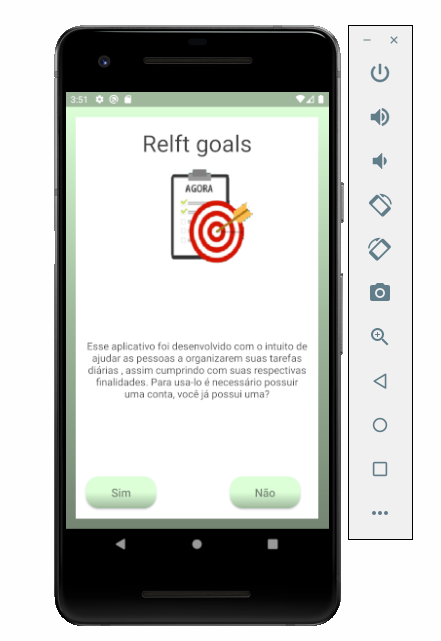 3:51
Relft goals
AGORA
Esse aplicativo foi desenvolvido com o intuito de
ajudar as pessoas a organizarem suas tarefas
diárias , assim cumprindo com suas respectivas
finalidades. Para usa-lo é necessário possuir
uma conta, você já possui uma?
Sim
Não